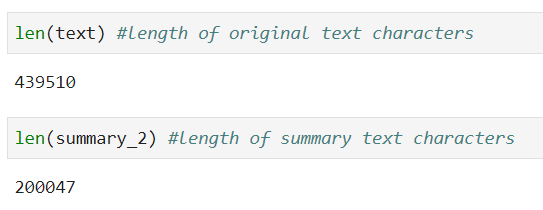 len(text) #length of original text characters
439510
len(summary_2) #length of summary text characters
200047